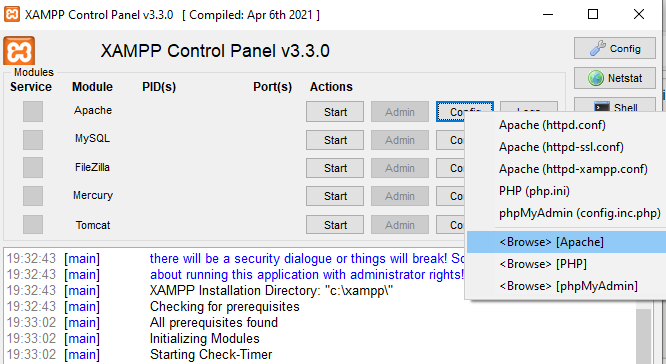 XAMPP Control Panel v3.3.0 [ Compiled: Apr 6th 2021 ]
XAMPP Control Panel v3.3.0
Config
Netstat
Shell
Modules
Service Module PID(s) Port(s) Actions
Apache Start Admin Config Logs
MySQL Start Admin
FileZilla Start Admin
Mercury Start Admin
Tomcat Start Admin
Apache (httpd.conf)
Apache (httpd-ssl.conf)
Apache (httpd-xampp.conf)
PHP (php.ini)
phpMyAdmin (config.inc.php)
<Browse> [Apache]
<Browse> [PHP]
<Browse> [phpMyAdmin]
19:32:43 [main] there will be a security dialogue or things will break! So
19:32:43 [main] about running this application with administrator rights!
19:32:43 [main] XAMPP Installation Directory: "c:\xampp\"
19:32:43 [main] Checking for prerequisites
19:33:02 [main] All prerequisites found
19:33:02 [main] Initializing Modules
19:33:02 [main] Starting Check-Timer